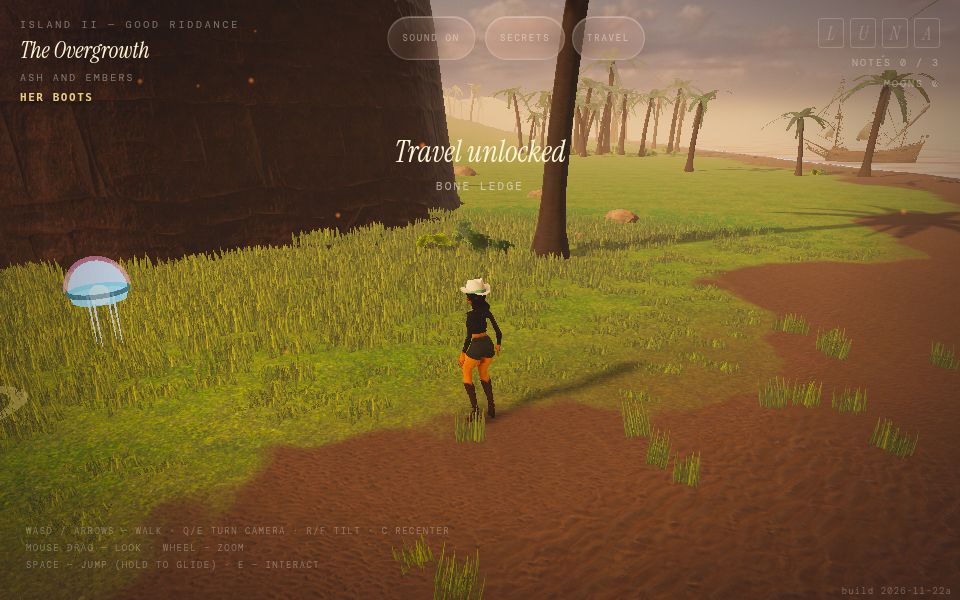 ISLAND II — GOOD RIDDANCE
The Overgrowth
ASH AND EMBERS
HER BOOTS
SOUND ON
SECRETS
TRAVEL
L U N A
NOTES 0 / 3
MOONS 0
Travel unlocked
BONE LEDGE
WASD / ARROWS — WALK · Q/E TURN CAMERA · R/F TILT · C RECENTER
MOUSE DRAG — LOOK · WHEEL — ZOOM
SPACE — JUMP (HOLD TO GLIDE) · E — INTERACT
build 2026-11-22a